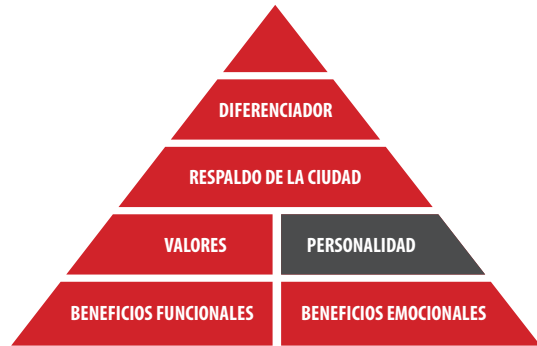 DIFERENCIADOR
RESPALDO DE LA CIUDAD
VALORES
PERSONALIDAD
BENEFICIOS FUNCIONALES
BENEFICIOS EMOCIONALES